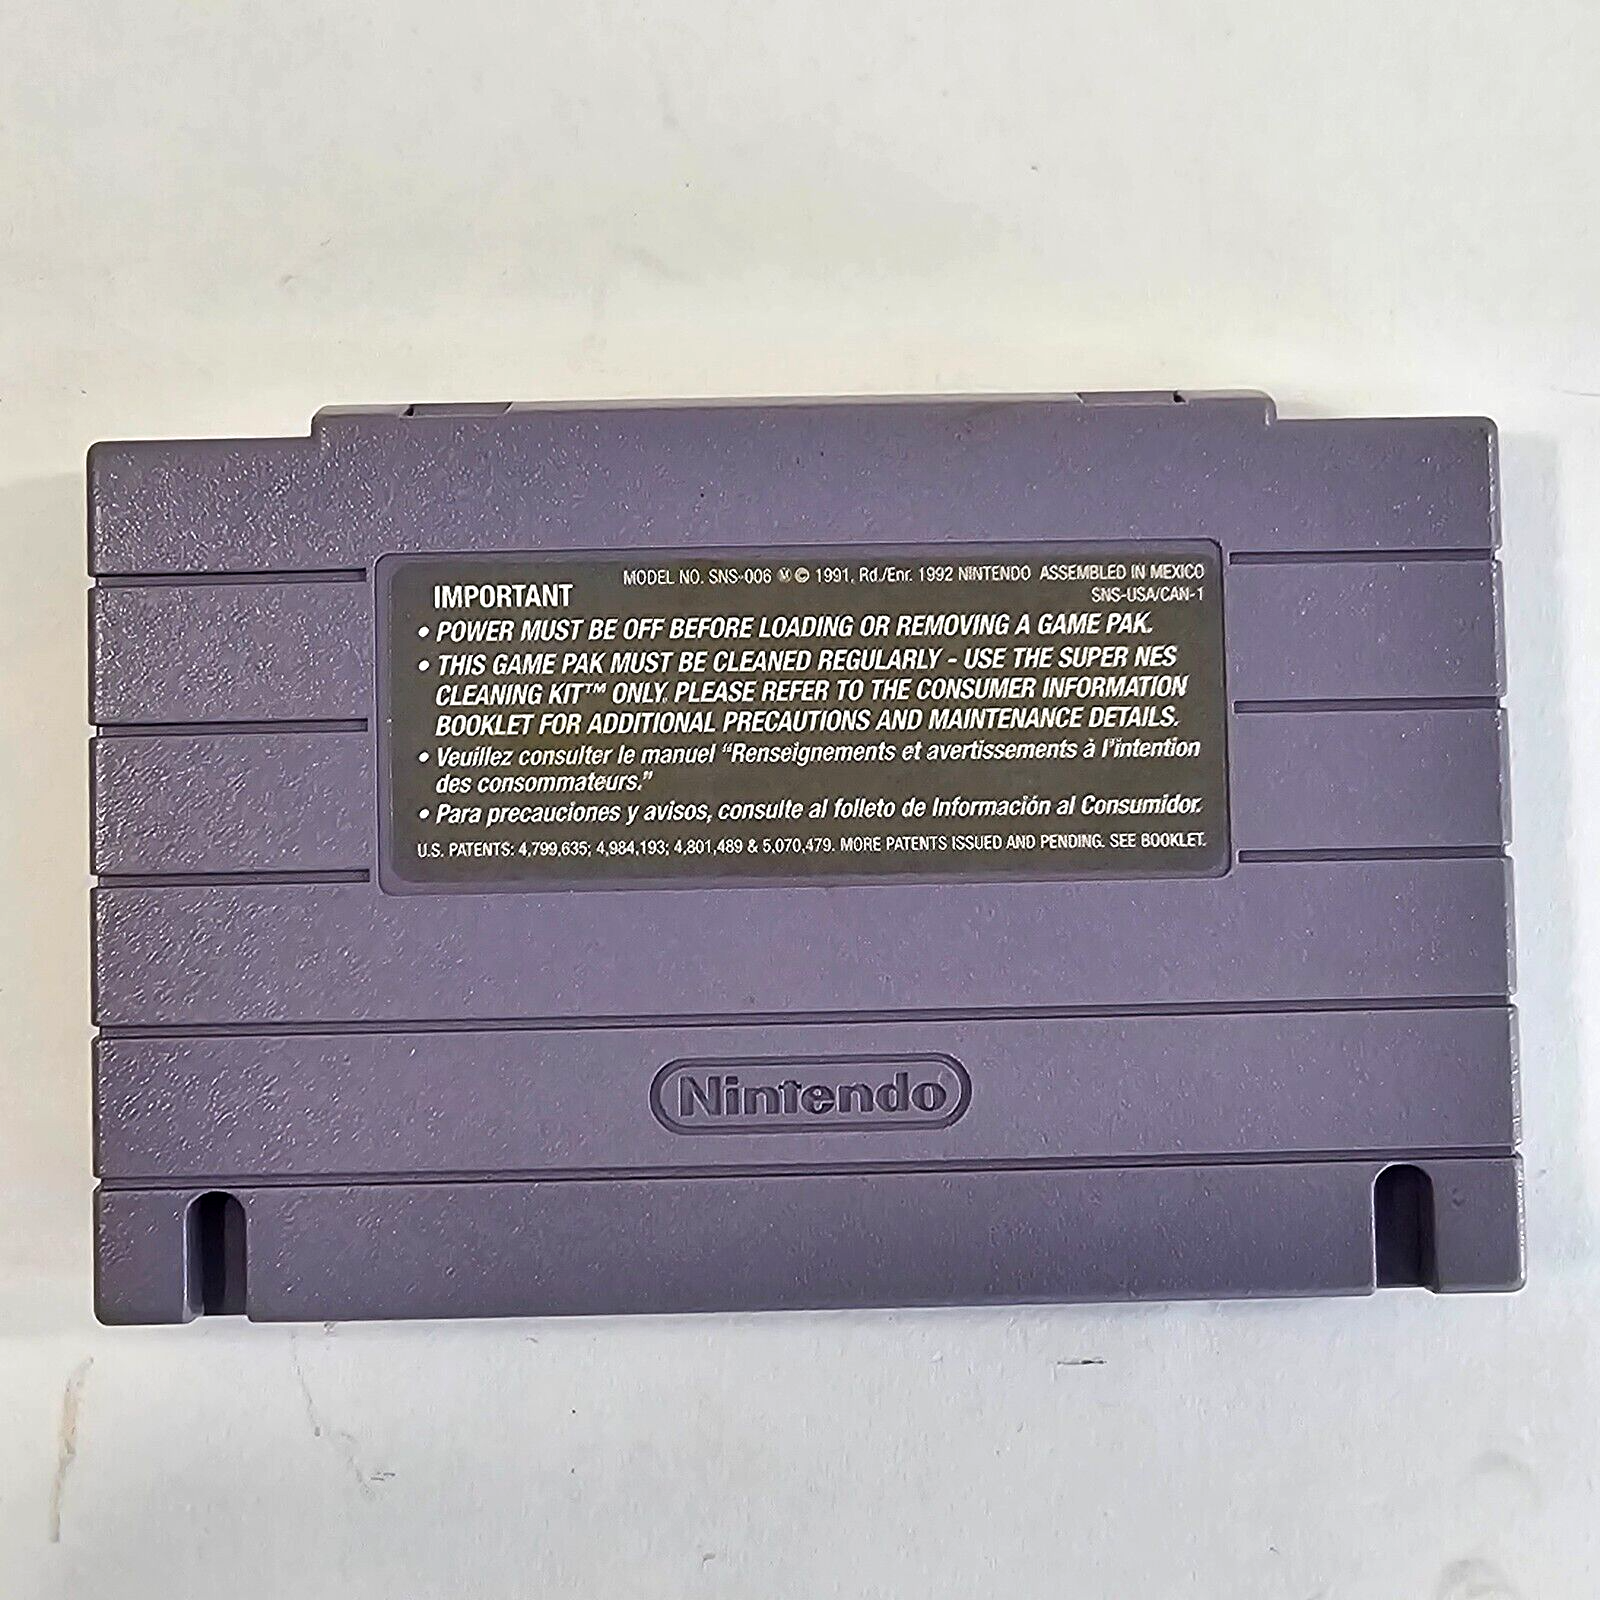 MODEL NO. SNS-006 Ⓜ © 1991, Rd./Enr. 1992 NINTENDO ASSEMBLED IN MEXICO
IMPORTANT SNS-USA/CAN-1
• POWER MUST BE OFF BEFORE LOADING OR REMOVING A GAME PAK.
• THIS GAME PAK MUST BE CLEANED REGULARLY - USE THE SUPER NES
CLEANING KIT™ ONLY. PLEASE REFER TO THE CONSUMER INFORMATION
BOOKLET FOR ADDITIONAL PRECAUTIONS AND MAINTENANCE DETAILS.
• Veuillez consulter le manuel “Renseignements et avertissements à l'intention
des consommateurs.”
• Para precauciones y avisos, consulte al folleto de Información al Consumidor.
U.S. PATENTS: 4,799,635; 4,984,193; 4,801,489 & 5,070,479. MORE PATENTS ISSUED AND PENDING. SEE BOOKLET.
Nintendo